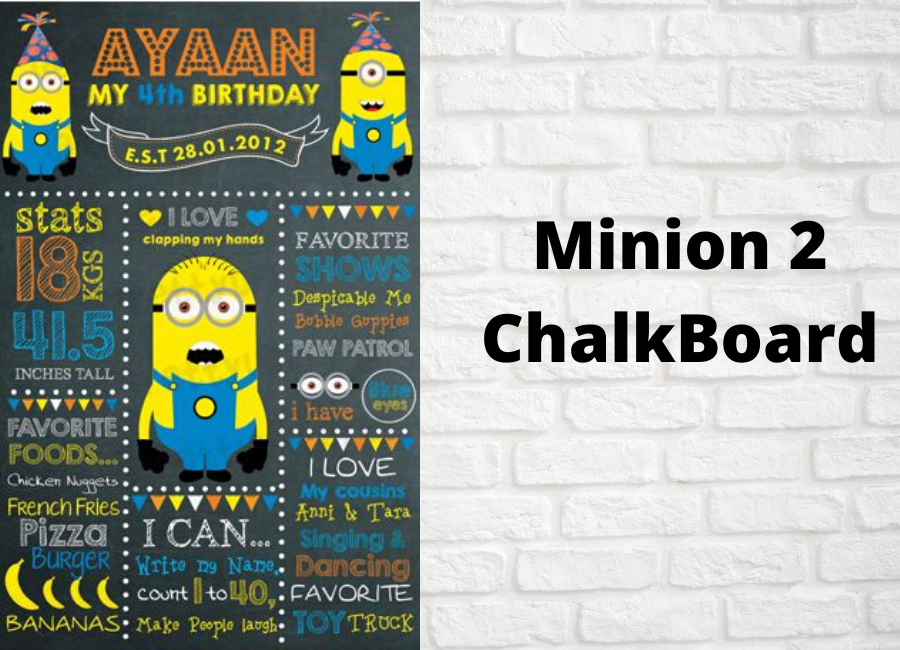 AYAAN
MY 4th BIRTHDAY
E.S.T 28.01.2012
stats
18 KGS
41.5
INCHES TALL
FAVORITE
FOODS...
Chicken Nuggets
French Fries
Pizza
Burger
BANANAS
I LOVE
clapping my hands
I CAN...
Write my Name,
count 1 to 40,
Make People laugh
FAVORITE
SHOWS
Despicable Me
Bubble Guppies
PAW PATROL
i have Blue eyes
I LOVE
My cousins
Anni & Tara
Singing &
Dancing
FAVORITE
TOY TRUCK
Minion 2
ChalkBoard